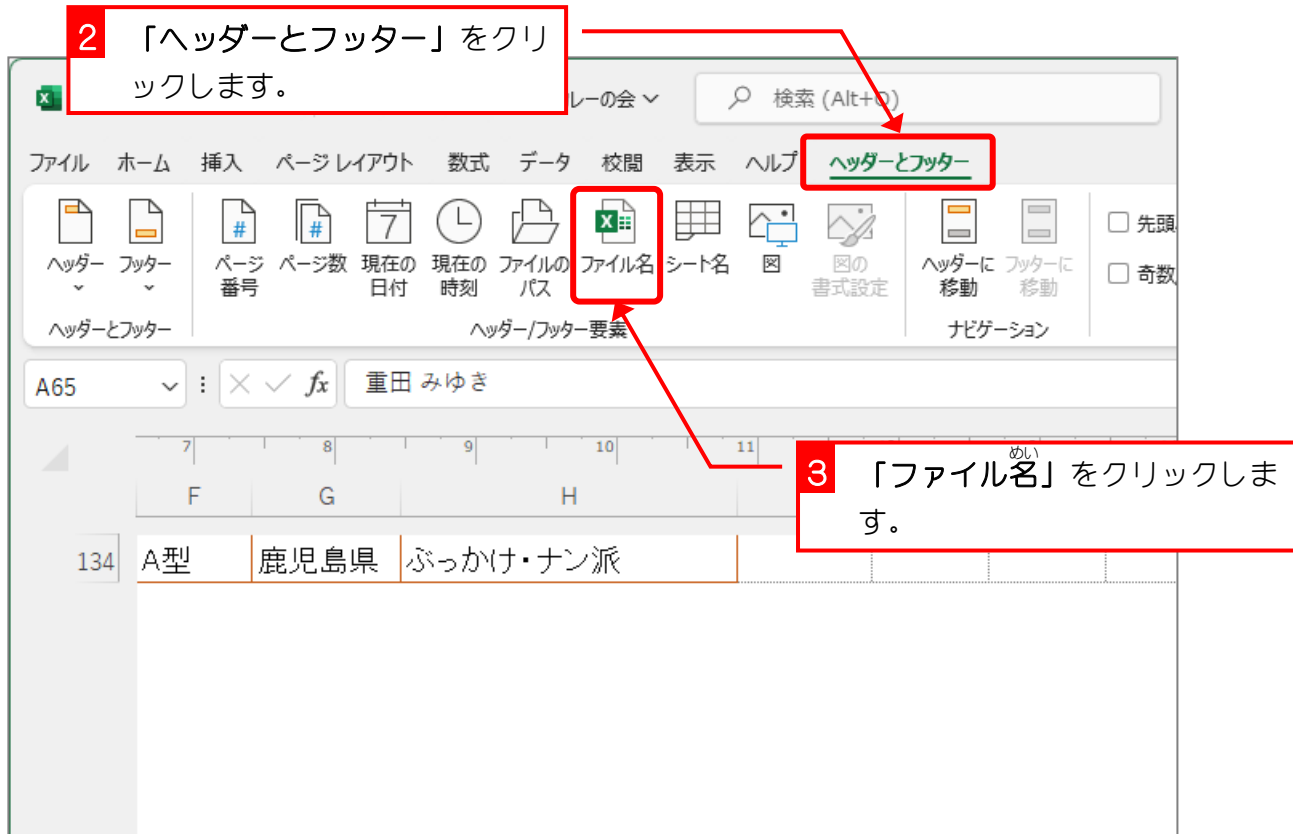 2 「ヘッダーとフッター」をクリ
ックします。
レーの会
検索 (Alt+Q)
ファイル ホーム 挿入 ページ レイアウト 数式 データ 校閲 表示 ヘルプ ヘッダーとフッター
ヘッダー フッター ページ番号 ページ数 現在の日付 現在の時刻 ファイルのパス ファイル名 シート名 図 図の書式設定 ヘッダーに移動 フッターに移動
先頭
奇数
ヘッダーとフッター ヘッダー/フッター要素 ナビゲーション
A65 fx 重田 みゆき
7 8 9 10 11
めい
3 「ファイル名」をクリックしま
す。
F G H
134 A型 鹿児島県 ぶっかけ・ナン派